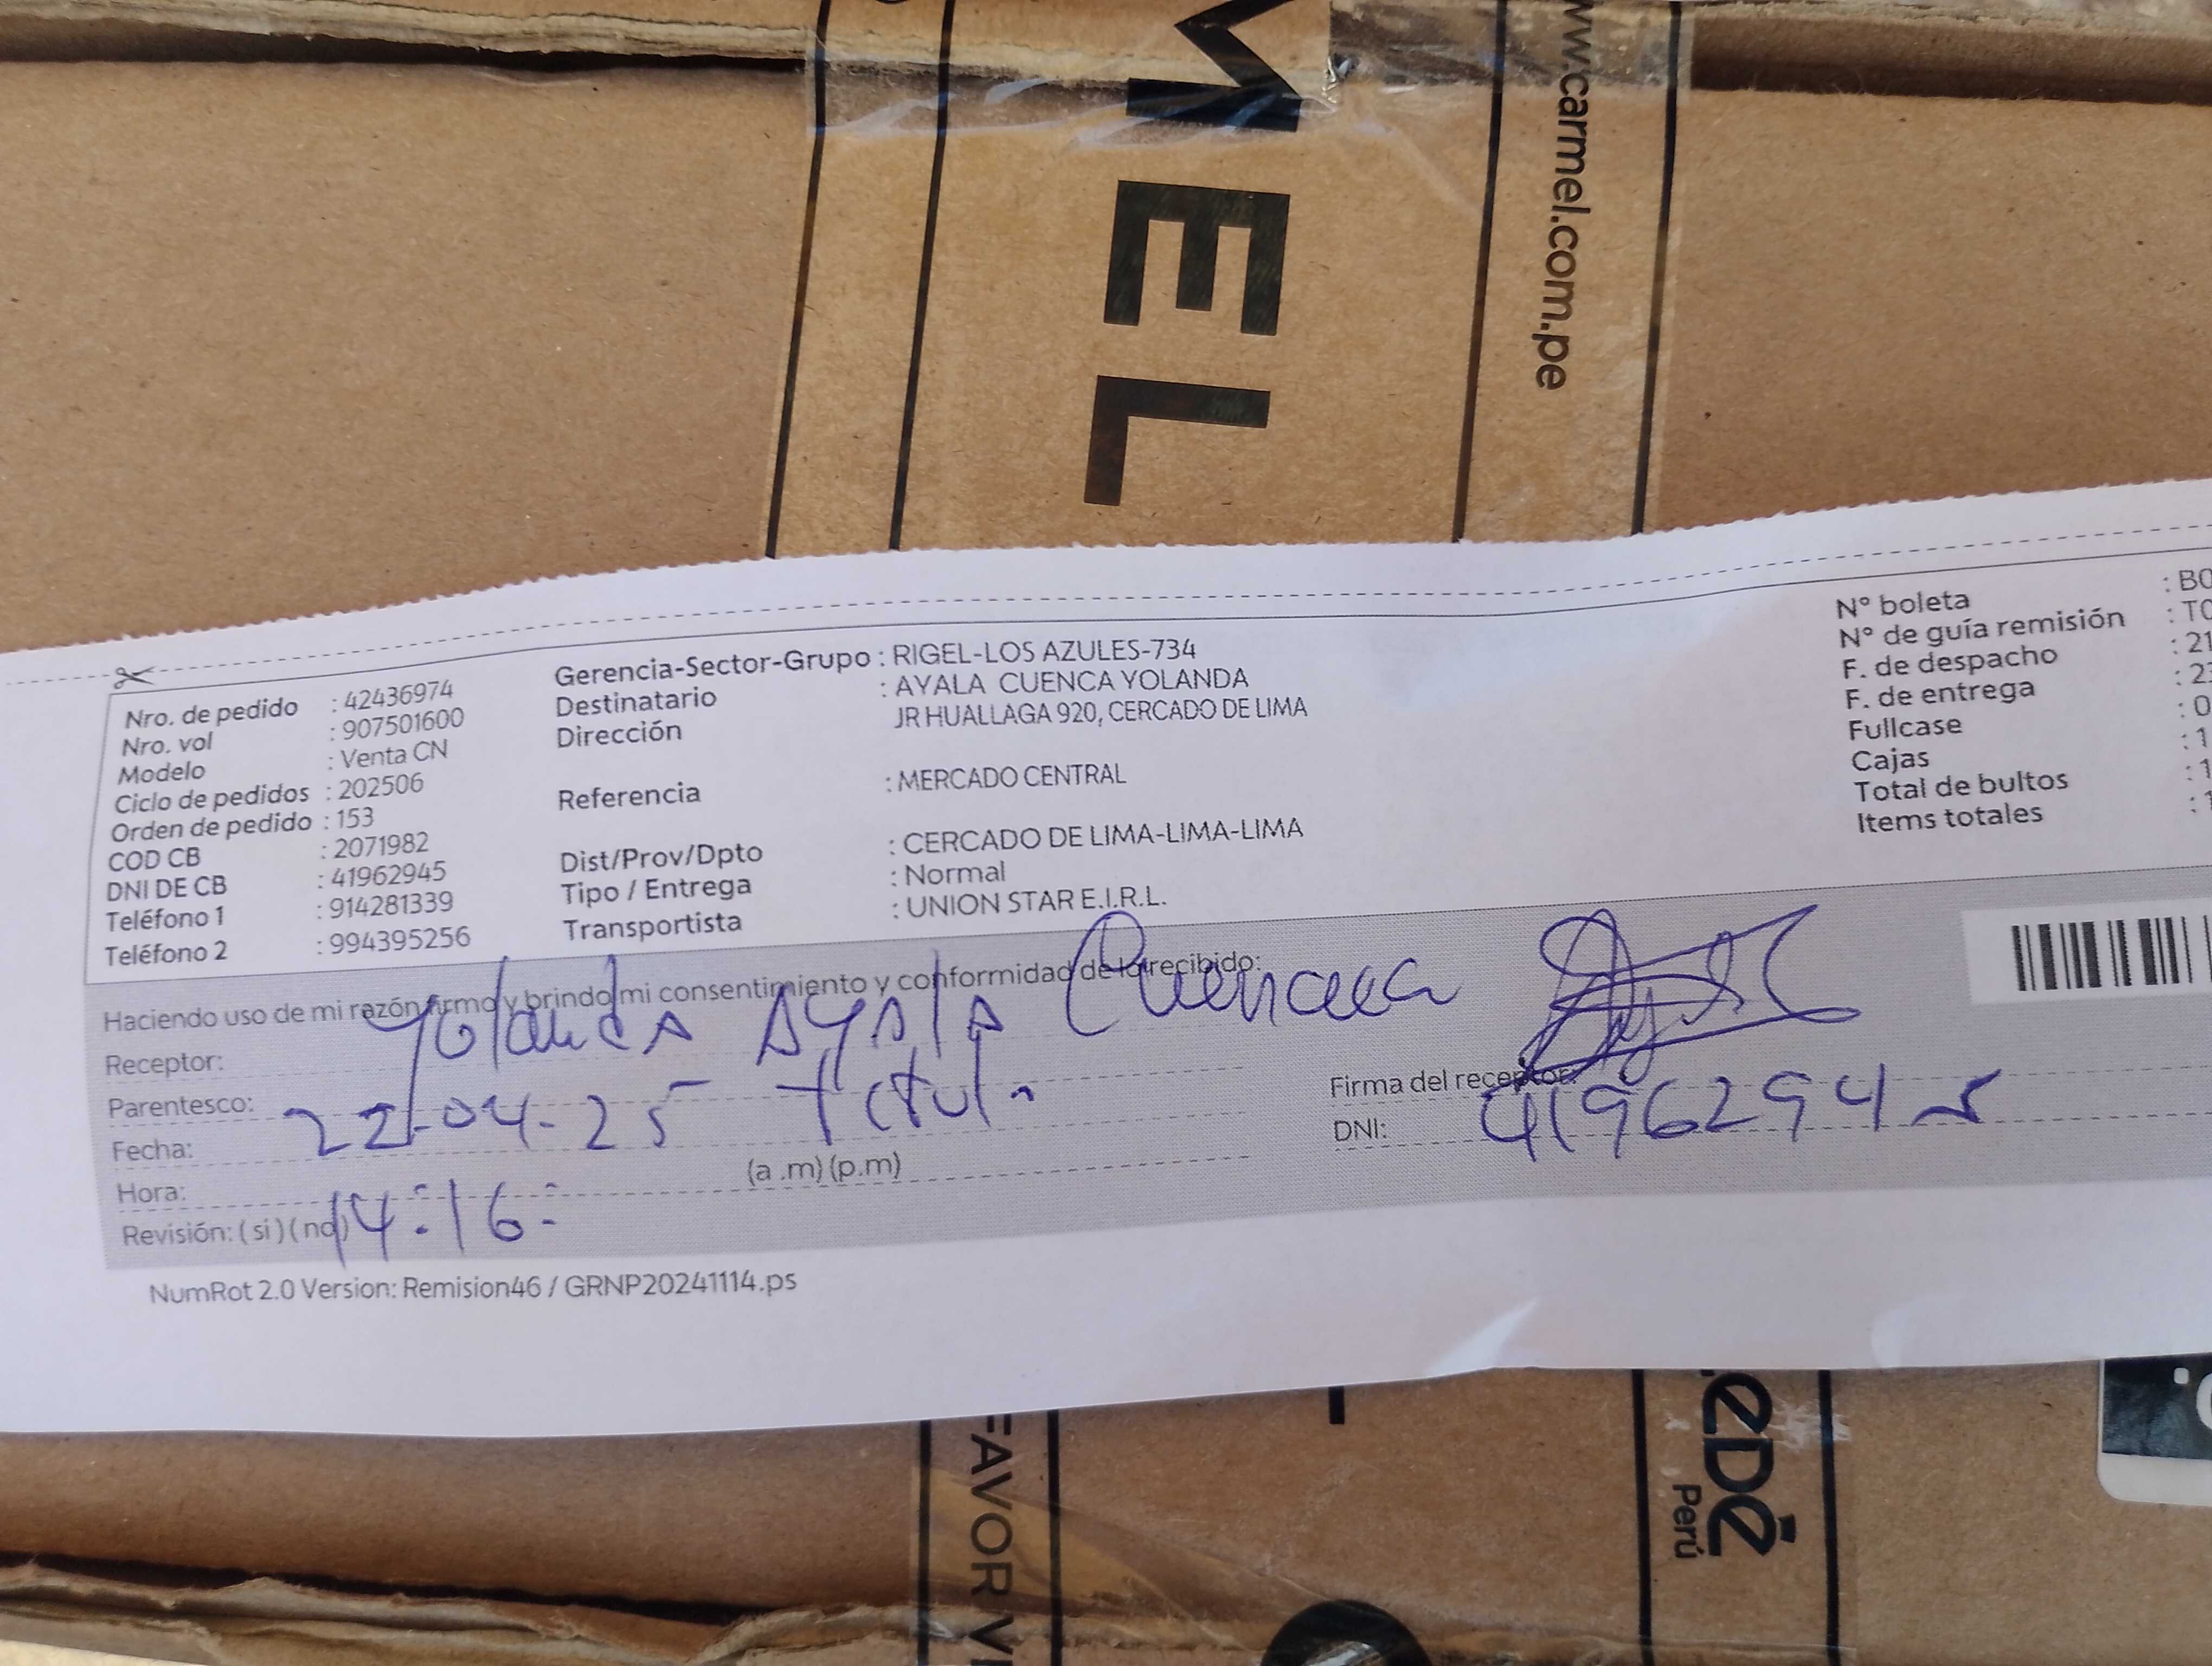 MEL
www.carmel.com.pe
Nro. de pedido : 42436974
Nro. vol : 907501600
Modelo : Venta CN
Ciclo de pedidos : 202506
Orden de pedido : 153
COD CB : 2071982
DNI DE CB : 41962945
Teléfono 1 : 914281339
Teléfono 2 : 994395256
Gerencia-Sector-Grupo : RIGEL-LOS AZULES-734
Destinatario : AYALA CUENCA YOLANDA
Dirección JR HUALLAGA 920, CERCADO DE LIMA
Referencia : MERCADO CENTRAL
Dist/Prov/Dpto : CERCADO DE LIMA-LIMA-LIMA
Tipo / Entrega : Normal
Transportista : UNION STAR E.I.R.L.
N° boleta : B0
N° de guía remisión : T0
F. de despacho : 21
F. de entrega : 2
Fullcase : 0
Cajas : 1
Total de bultos : 1
Items totales : 1
Haciendo uso de mi razón firmo y brindo mi consentimiento y conformidad de lo recibido:
Receptor: Yolanda Ayala Cuenca
Parentesco: Titul.
Fecha: 22-04-25
Hora: 14:16: (a .m) (p.m)
Revisión: ( si ) ( no )
Firma del receptor:
DNI: 41962945
NumRot 2.0 Version: Remision46 / GRNP20241114.ps
FAVOR
Perú